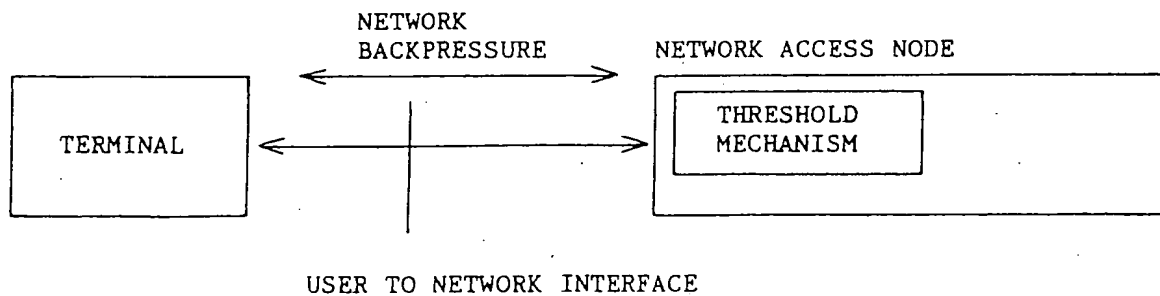 NETWORK
BACKPRESSURE
NETWORK ACCESS NODE
TERMINAL
THRESHOLD
MECHANISM
USER TO NETWORK INTERFACE